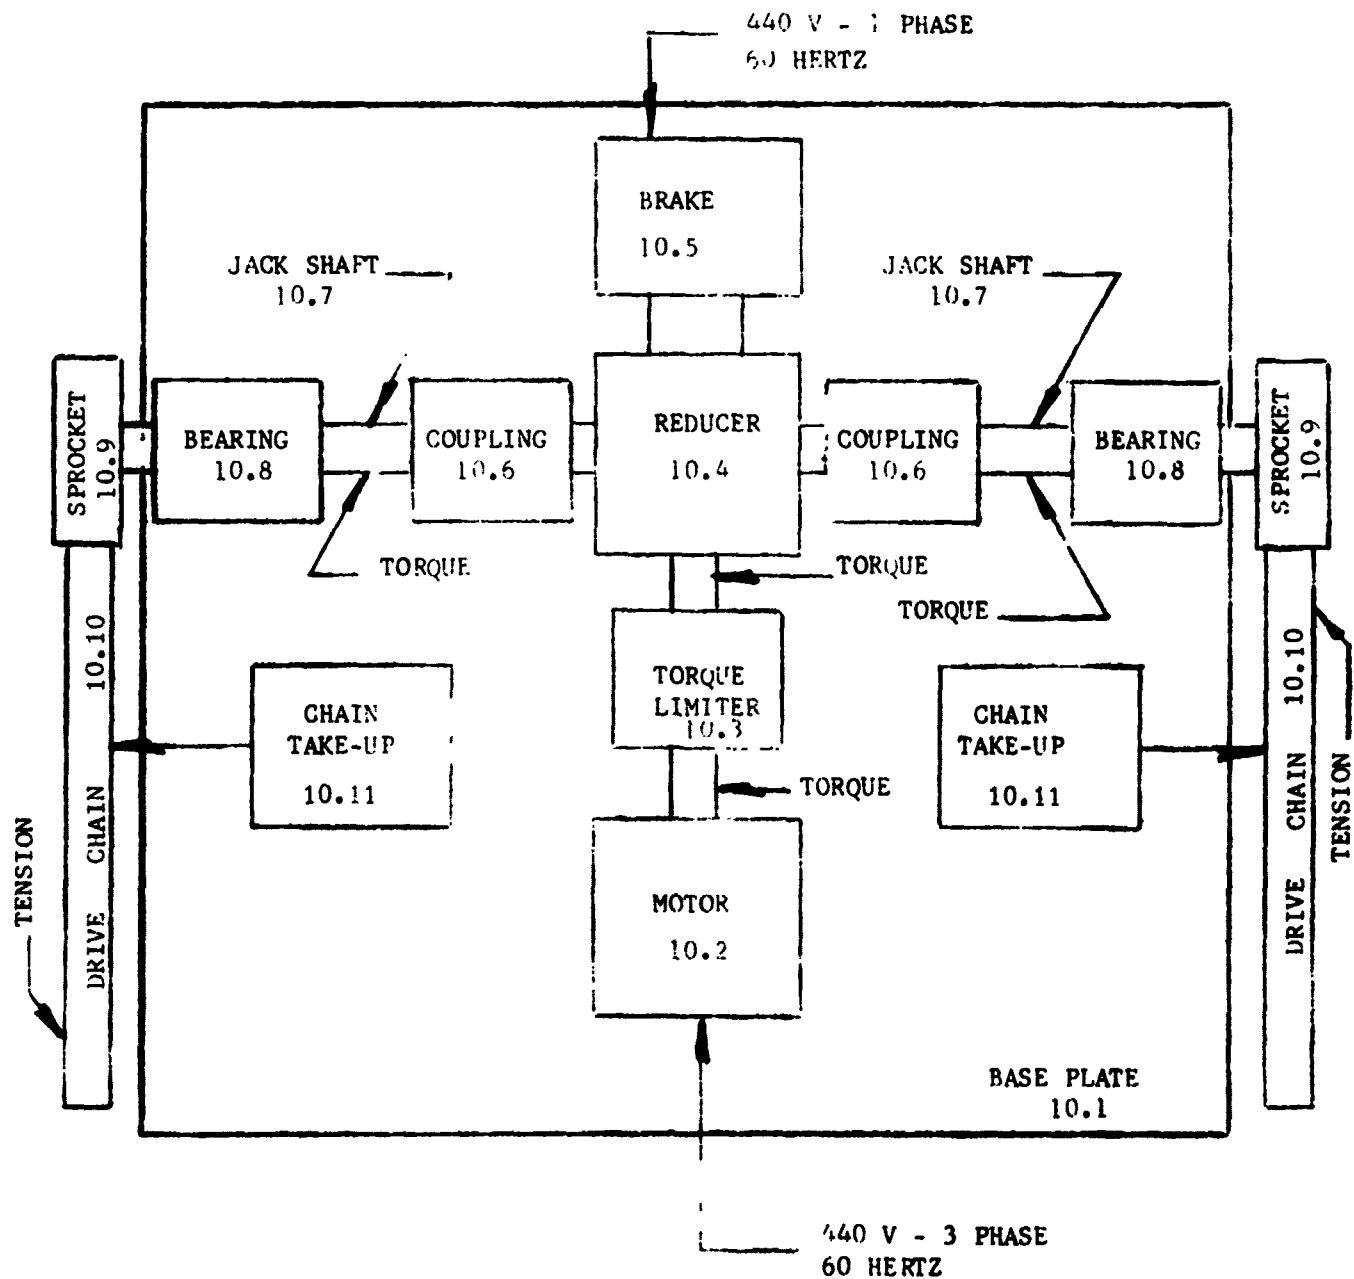 440 V - 1 PHASE
60 HERTZ
BRAKE
10.5
JACK SHAFT
10.7
JACK SHAFT
10.7
SPROCKET
10.9
BEARING
10.8
COUPLING
10.6
REDUCER
10.4
COUPLING
10.6
BEARING
10.8
SPROCKET
10.9
TORQUE
TORQUE
TORQUE
DRIVE CHAIN 10.10
TENSION
CHAIN
TAKE-UP
10.11
TORQUE
LIMITER
10.3
CHAIN
TAKE-UP
10.11
DRIVE CHAIN 10.10
TENSION
TORQUE
MOTOR
10.2
BASE PLATE
10.1
440 V - 3 PHASE
60 HERTZ